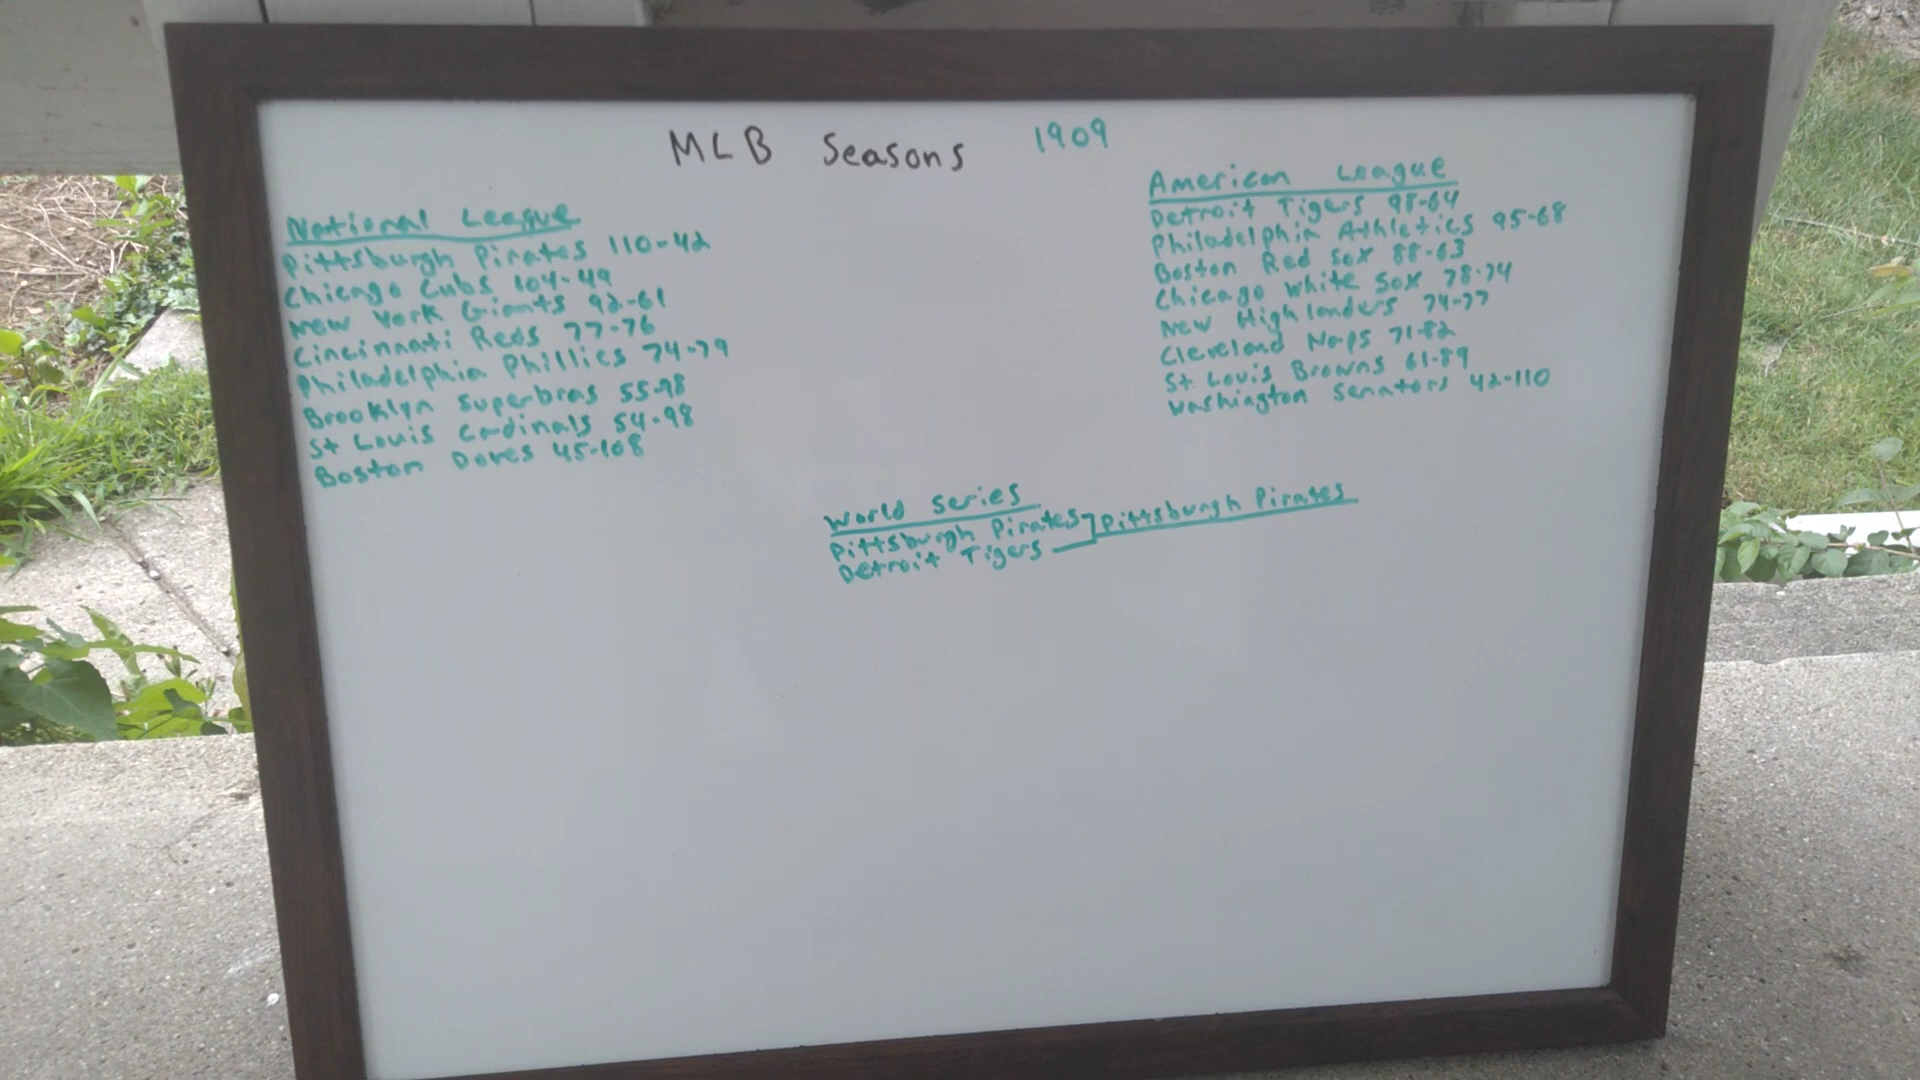 MLB Seasons 1909
National League
Pittsburgh Pirates 110-42
Chicago Cubs 104-49
New York Giants 92-61
Cincinnati Reds 77-76
Philadelphia Phillies 74-79
Brooklyn Superbras 55-98
St Louis Cardinals 54-98
Boston Doves 45-108
American League
Detroit Tigers 98-64
Philadelphia Athletics 95-68
Boston Red Sox 88-63
Chicago White Sox 78-74
New Highlanders 74-77
Cleveland Naps 71-82
St Louis Browns 61-89
Washington Senators 42-110
World Series
Pittsburgh Pirates
Detroit Tigers
Pittsburgh Pirates